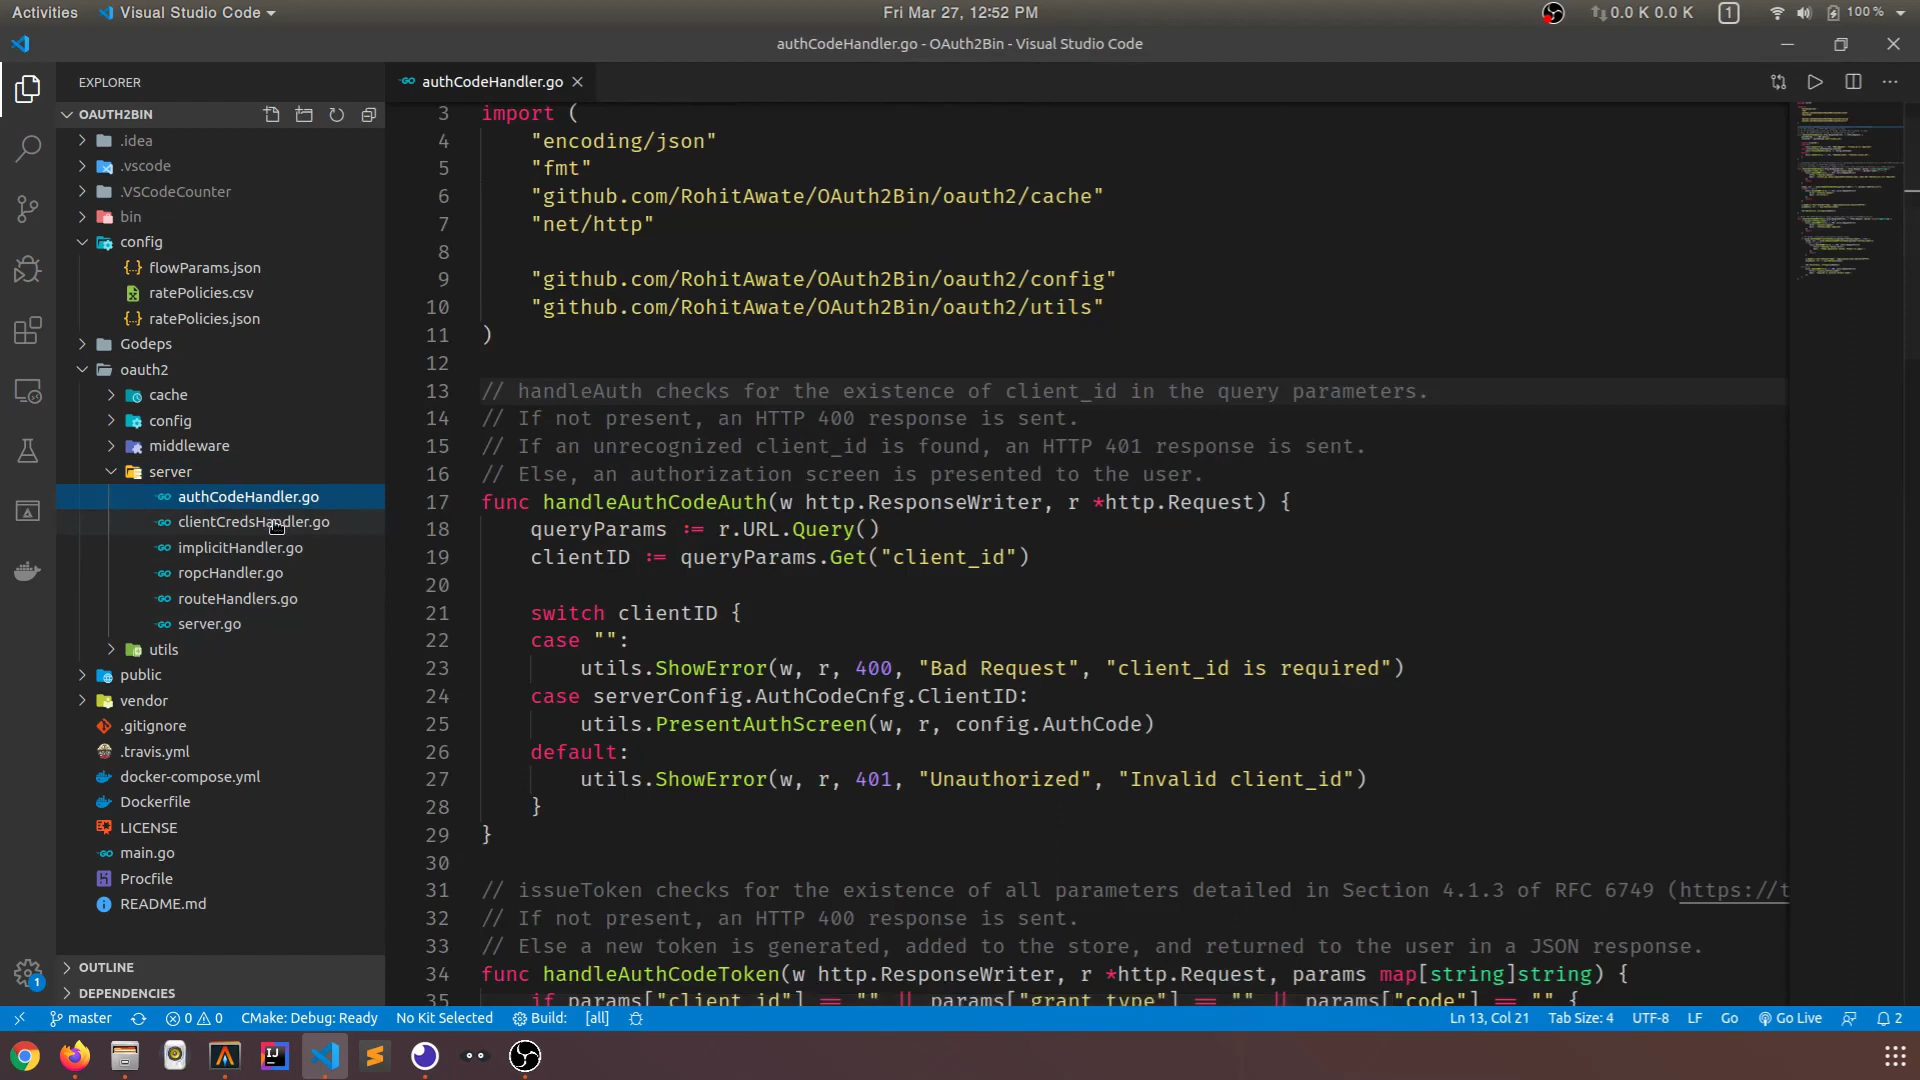 Activities
Visual Studio Code
Fri Mar 27, 12:52 PM
0.0 K 0.0 K
1
100 %
authCodeHandler.go - OAuth2Bin - Visual Studio Code
EXPLORER
OAUTH2BIN
.idea
.vscode
.VSCodeCounter
bin
config
flowParams.json
ratePolicies.csv
ratePolicies.json
Godeps
oauth2
cache
config
middleware
server
authCodeHandler.go
clientCredsHandler.go
implicitHandler.go
ropcHandler.go
routeHandlers.go
server.go
utils
public
vendor
.gitignore
.travis.yml
docker-compose.yml
Dockerfile
LICENSE
main.go
Procfile
README.md
OUTLINE
DEPENDENCIES
1
authCodeHandler.go
3 import (
4 "encoding/json"
5 "fmt"
6 "github.com/RohitAwate/OAuth2Bin/oauth2/cache"
7 "net/http"
8
9 "github.com/RohitAwate/OAuth2Bin/oauth2/config"
10 "github.com/RohitAwate/OAuth2Bin/oauth2/utils"
11 )
12
13 // handleAuth checks for the existence of client_id in the query parameters.
14 // If not present, an HTTP 400 response is sent.
15 // If an unrecognized client_id is found, an HTTP 401 response is sent.
16 // Else, an authorization screen is presented to the user.
17 func handleAuthCodeAuth(w http.ResponseWriter, r *http.Request) {
18 queryParams := r.URL.Query()
19 clientID := queryParams.Get("client_id")
20
21 switch clientID {
22 case "":
23 utils.ShowError(w, r, 400, "Bad Request", "client_id is required")
24 case serverConfig.AuthCodeCnfg.ClientID:
25 utils.PresentAuthScreen(w, r, config.AuthCode)
26 default:
27 utils.ShowError(w, r, 401, "Unauthorized", "Invalid client_id")
28 }
29 }
30
31 // issueToken checks for the existence of all parameters detailed in Section 4.1.3 of RFC 6749 (https://t
32 // If not present, an HTTP 400 response is sent.
33 // Else a new token is generated, added to the store, and returned to the user in a JSON response.
34 func handleAuthCodeToken(w http.ResponseWriter, r *http.Request, params map[string]string) {
35 if params["client_id"] == "" || params["grant_type"] == "" || params["code"] == "" {
master
0
0
CMake: Debug: Ready
No Kit Selected
Build:
[all]
Ln 13, Col 21
Tab Size: 4
UTF-8
LF
Go
Go Live
2